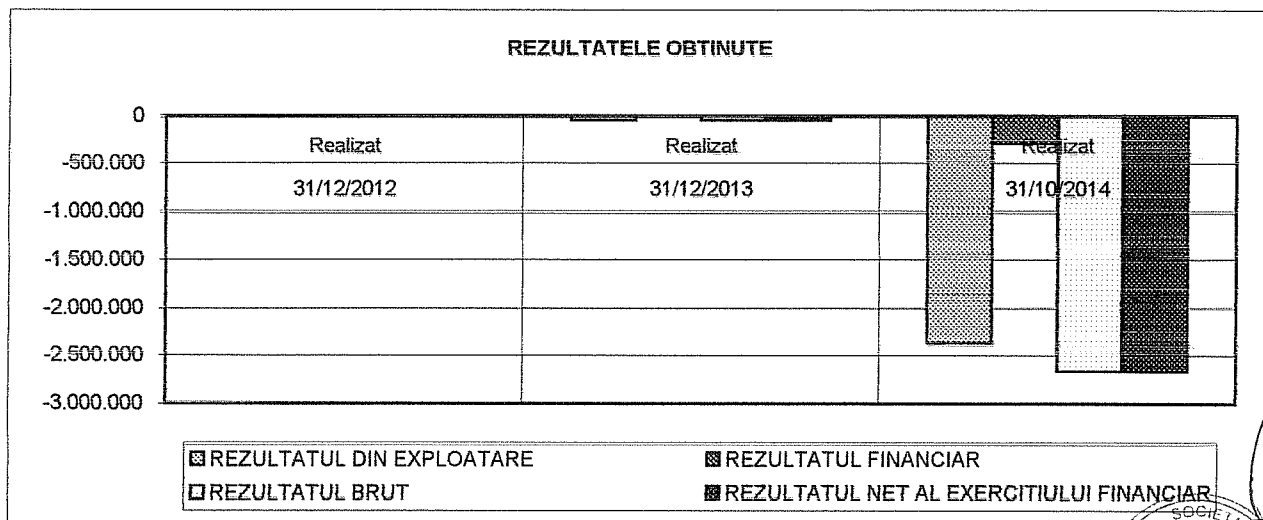 REZULTATELE OBTINUTE
0
-500.000
-1.000.000
-1.500.000
-2.000.000
-2.500.000
-3.000.000
Realizat Realizat Realizat
31/12/2012 31/12/2013 31/10/2014
REZULTATUL DIN EXPLOATARE REZULTATUL FINANCIAR
REZULTATUL BRUT REZULTATUL NET AL EXERCITIULUI FINANCIAR